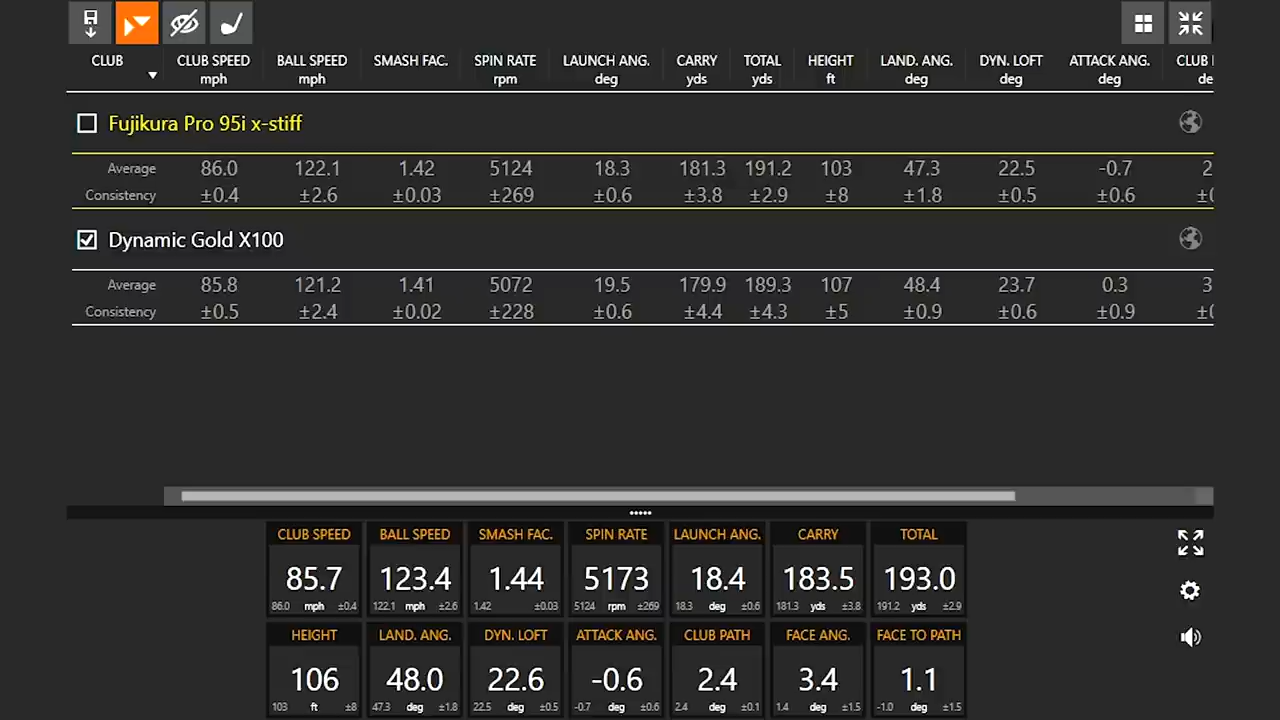 CLUB CLUB SPEED BALL SPEED SMASH FAC. SPIN RATE LAUNCH ANG. CARRY TOTAL HEIGHT LAND. ANG. DYN. LOFT ATTACK ANG. CLUB
mph mph rpm deg yds yds ft deg deg deg
Fujikura Pro 95i x-stiff
Average 86.0 122.1 1.42 5124 18.3 181.3 191.2 103 47.3 22.5 -0.7
Consistency ±0.4 ±2.6 ±0.03 ±269 ±0.6 ±3.8 ±2.9 ±8 ±1.8 ±0.5 ±0.6
Dynamic Gold X100
Average 85.8 121.2 1.41 5072 19.5 179.9 189.3 107 48.4 23.7 0.3
Consistency ±0.5 ±2.4 ±0.02 ±228 ±0.6 ±4.4 ±4.3 ±5 ±0.9 ±0.6 ±0.9
CLUB SPEED BALL SPEED SMASH FAC. SPIN RATE LAUNCH ANG. CARRY TOTAL
85.7 123.4 1.44 5173 18.4 183.5 193.0
86.0 mph ±0.4 122.1 mph ±2.6 1.42 ±0.03 5124 rpm ±269 18.3 deg ±0.6 181.3 yds ±3.8 191.2 yds ±2.9
HEIGHT LAND. ANG. DYN. LOFT ATTACK ANG. CLUB PATH FACE ANG. FACE TO PATH
106 48.0 22.6 -0.6 2.4 3.4 1.1
103 ft ±8 47.3 deg ±1.8 22.5 deg ±0.5 -0.7 deg ±0.6 2.4 deg ±0.1 1.4 deg ±1.5 -1.0 deg ±1.5